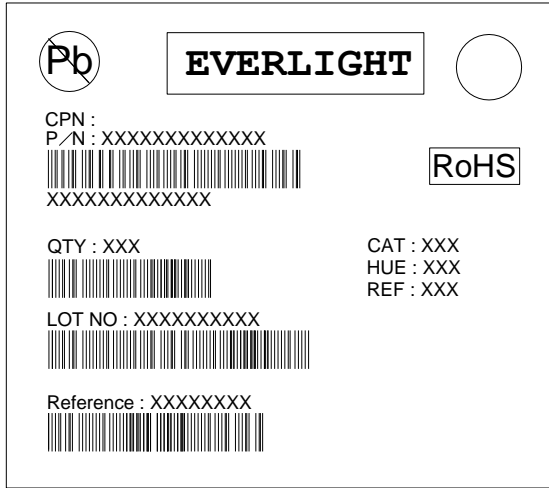 Pb
EVERLIGHT
CPN :
P/N : XXXXXXXXXXXXX
RoHS
XXXXXXXXXXXXX
QTY : XXX
CAT : XXX
HUE : XXX
REF : XXX
LOT NO : XXXXXXXXXX
Reference : XXXXXXXX